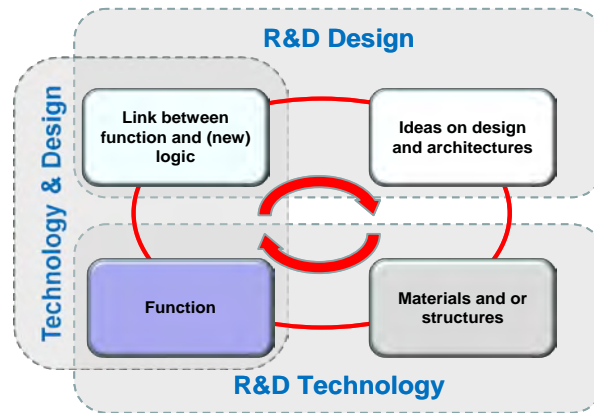 R&D Design
Technology & Design
Link between
function and (new)
logic
Ideas on design
and architectures
Function
Materials and or
structures
R&D Technology